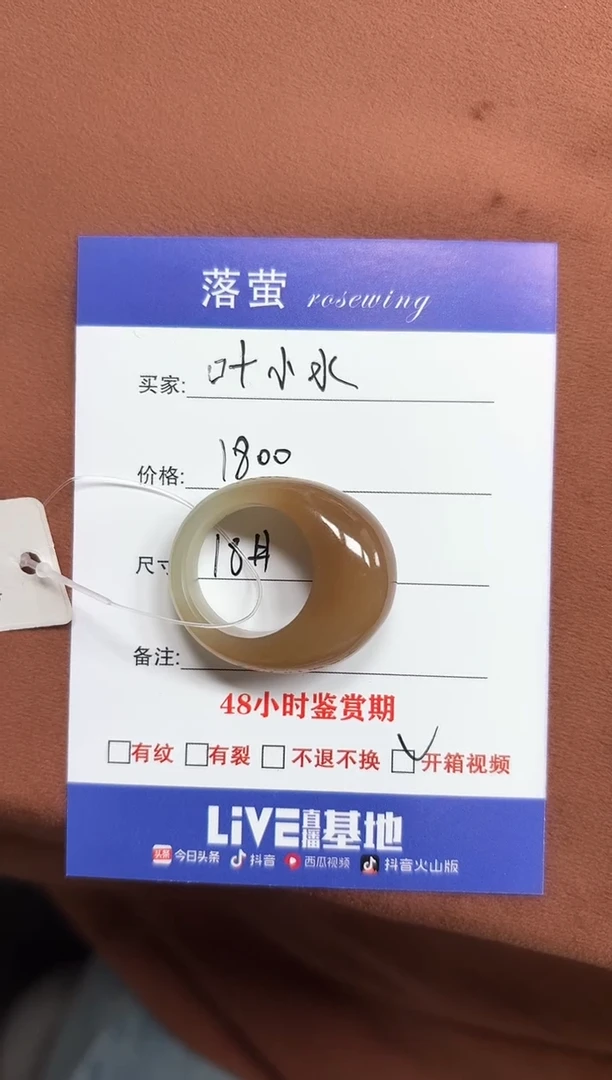 落萤 rosewing
买家: 叶小水
价格: 1800
尺寸 18#
备注:
48小时鉴赏期
有纹 有裂 不退不换 开箱视频
LiVE直播基地
头条 今日头条 抖音 西瓜视频 抖音火山版